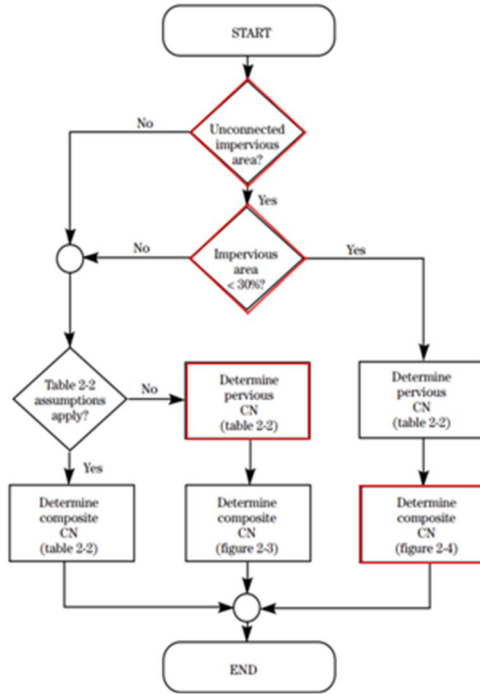 START
No
Unconnected
impervious
area?
Yes
No
Impervious
area
< 30%?
Yes
Table 2-2
assumptions
apply?
No
Determine
pervious
CN
(table 2-2)
Determine
pervious
CN
(table 2-2)
Yes
Determine
composite
CN
(table 2-2)
Determine
composite
CN
(figure 2-3)
Determine
composite
CN
(figure 2-4)
END